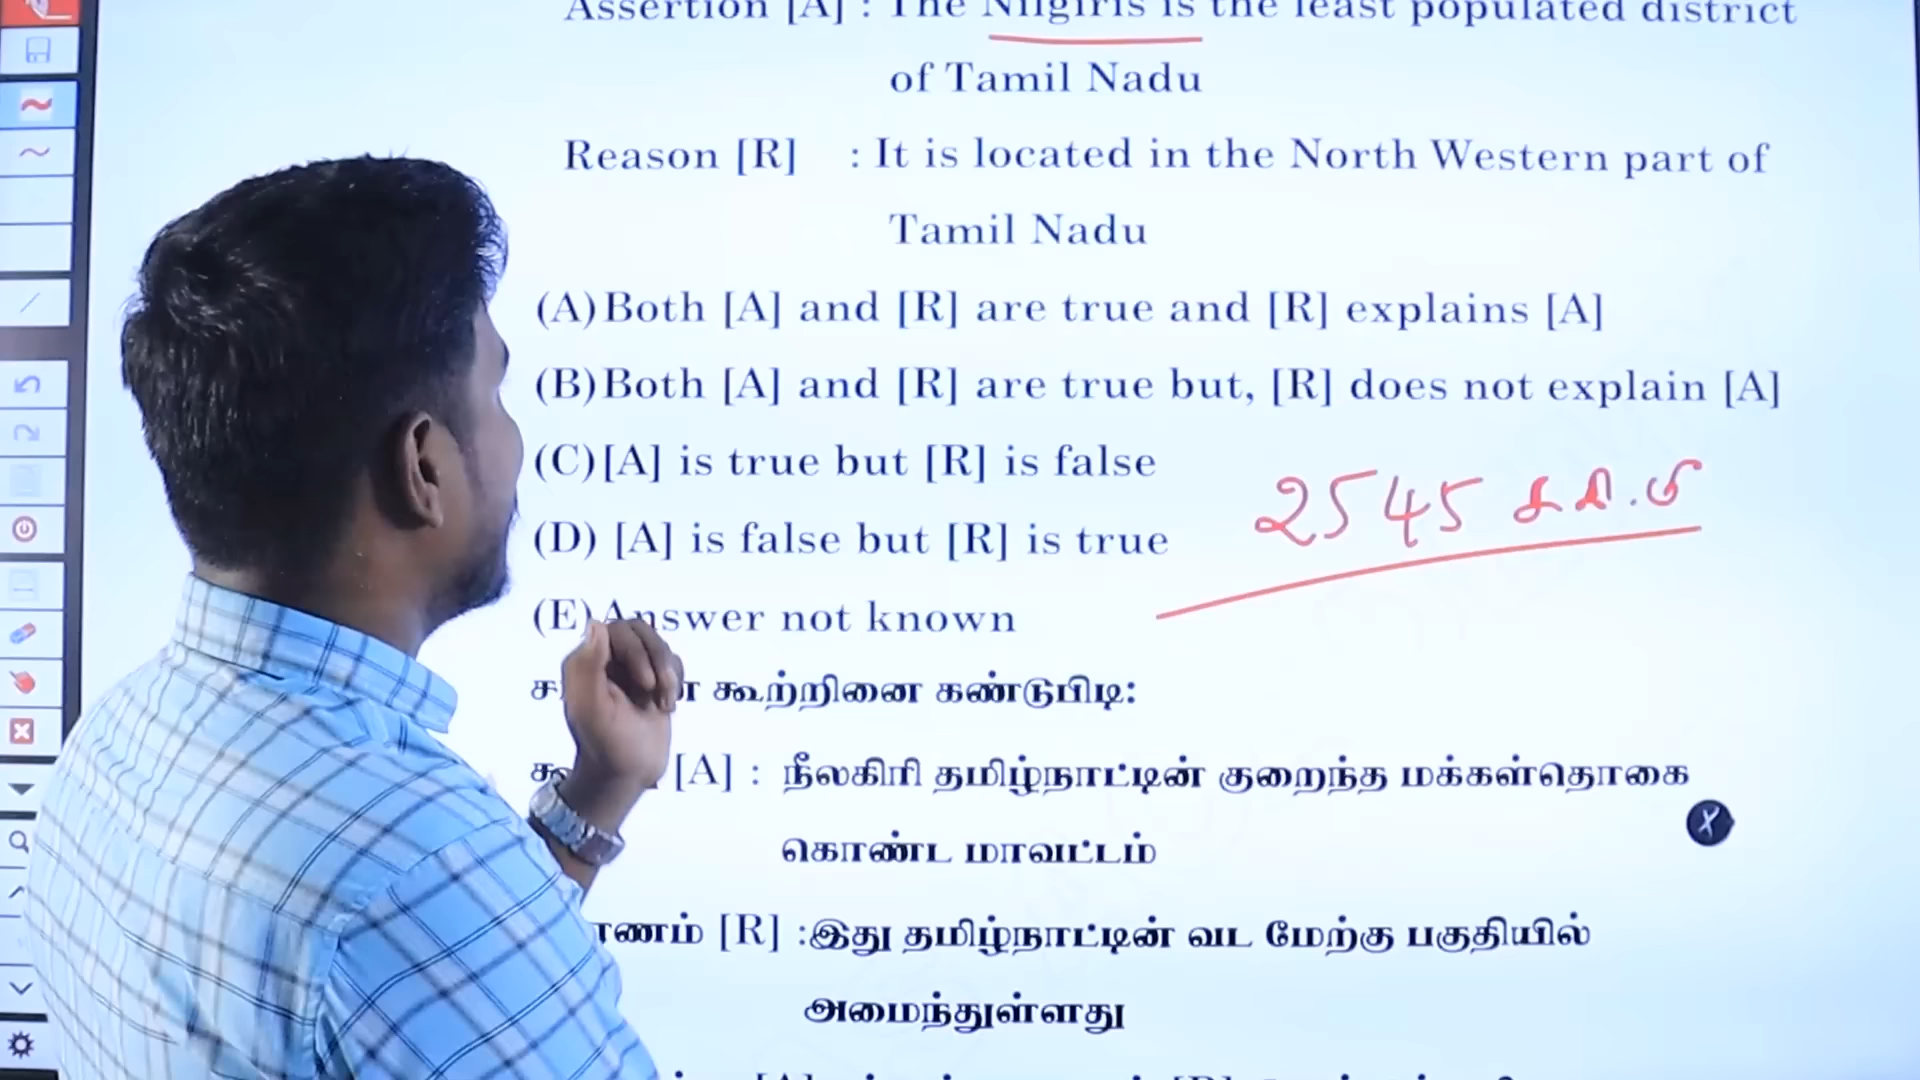 Assertion [A] : The Nilgiris is the least populated district
of Tamil Nadu
Reason [R] : It is located in the North Western part of
Tamil Nadu
(A) Both [A] and [R] are true and [R] explains [A]
(B) Both [A] and [R] are true but, [R] does not explain [A]
(C) [A] is true but [R] is false
(D) [A] is false but [R] is true
2545 ச.கி.மீ
(E) Answer not known
கூற்றினை கண்டுபிடி:
[A] : நீலகிரி தமிழ்நாட்டின் குறைந்த மக்கள்தொகை
கொண்ட மாவட்டம்
[R] : இது தமிழ்நாட்டின் வட மேற்கு பகுதியில்
அமைந்துள்ளது